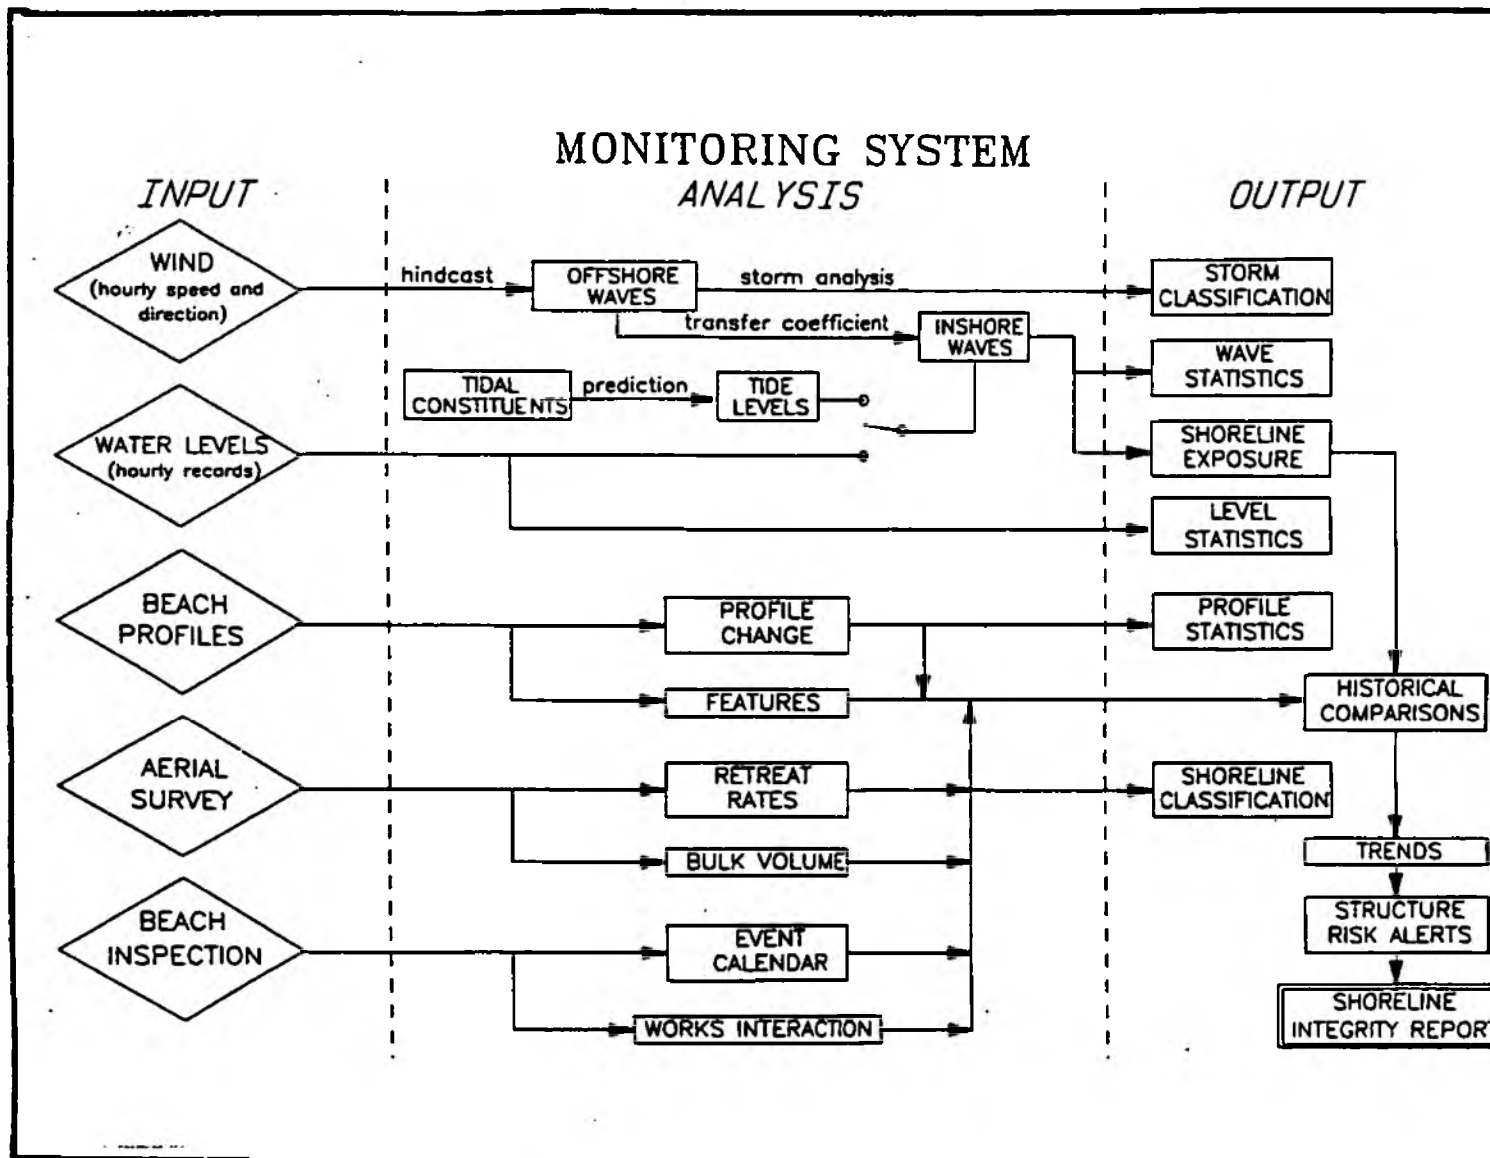 MONITORING SYSTEM
INPUT
ANALYSIS
OUTPUT
WIND
(hourly speed and
direction)
hindcast
OFFSHORE
WAVES
storm analysis
STORM
CLASSIFICATION
transfer coefficient
INSHORE
WAVES
WAVE
STATISTICS
TIDAL
CONSTITUENTS
prediction
TIDE
LEVELS
WATER LEVELS
(hourly records)
SHORELINE
EXPOSURE
LEVEL
STATISTICS
BEACH
PROFILES
PROFILE
CHANGE
PROFILE
STATISTICS
FEATURES
HISTORICAL
COMPARISONS
AERIAL
SURVEY
RETREAT
RATES
SHORELINE
CLASSIFICATION
BULK VOLUME
TRENDS
BEACH
INSPECTION
EVENT
CALENDAR
STRUCTURE
RISK ALERTS
WORKS INTERACTION
SHORELINE
INTEGRITY REPORT